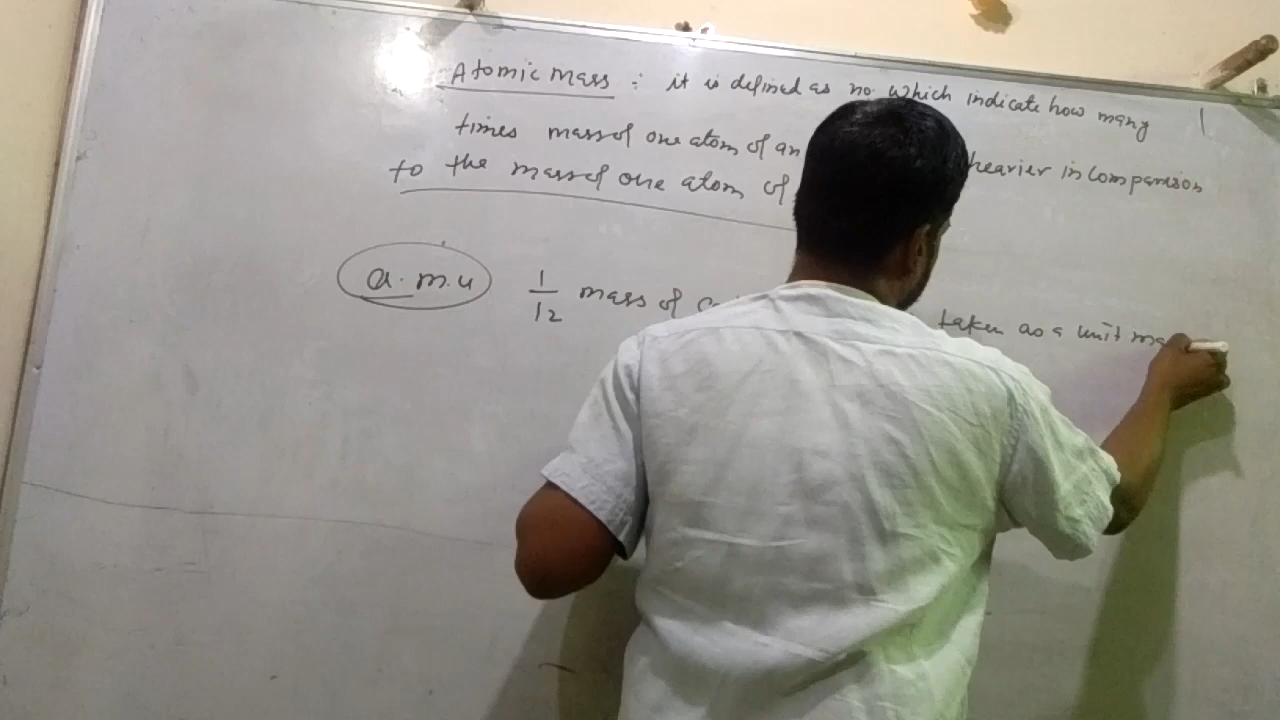 Atomic Mass : it is defined as no which indicate how many
times mass of one atom of an heavier in comparison
to the mass of one atom of
a.m.u 1/12 mass of taken as a unit